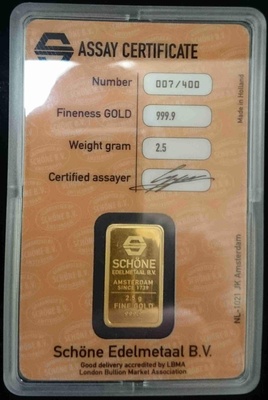 ASSAY CERTIFICATE
Number 007/400
Fineness GOLD 999.9
Weight gram 2.5
Certified assayer
Made in Holland
SCHÖNE
EDELMETAAL B.V.
AMSTERDAM
SINCE 1739
2.5 g
FINE GOLD
NL-1021 JK Amsterdam
Schöne Edelmetaal B.V.
Good delivery accredited by LBMA
London Bullion Market Association